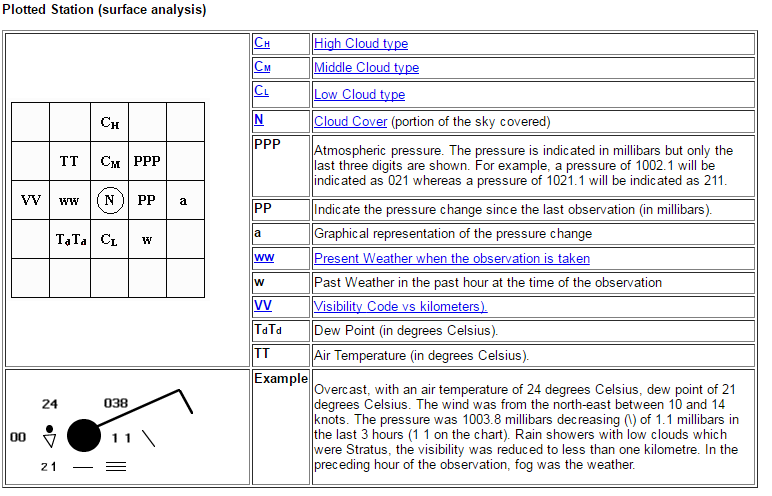 Plotted Station (surface analysis)
CH
TT CM PPP
VV ww N PP a
TdTd CL w
CH High Cloud type
CM Middle Cloud type
CL Low Cloud type
N Cloud Cover (portion of the sky covered)
PPP Atmospheric pressure. The pressure is indicated in millibars but only the
last three digits are shown. For example, a pressure of 1002.1 will be
indicated as 021 whereas a pressure of 1021.1 will be indicated as 211.
PP Indicate the pressure change since the last observation (in millibars).
a Graphical representation of the pressure change
ww Present Weather when the observation is taken
w Past Weather in the past hour at the time of the observation
VV Visibility Code vs kilometers).
TdTd Dew Point (in degrees Celsius).
TT Air Temperature (in degrees Celsius).
24 038
00 1 1
21
Example
Overcast, with an air temperature of 24 degrees Celsius, dew point of 21
degrees Celsius. The wind was from the north-east between 10 and 14
knots. The pressure was 1003.8 millibars decreasing (\) of 1.1 millibars in
the last 3 hours (1 1 on the chart). Rain showers with low clouds which
were Stratus, the visibility was reduced to less than one kilometre. In the
preceding hour of the observation, fog was the weather.